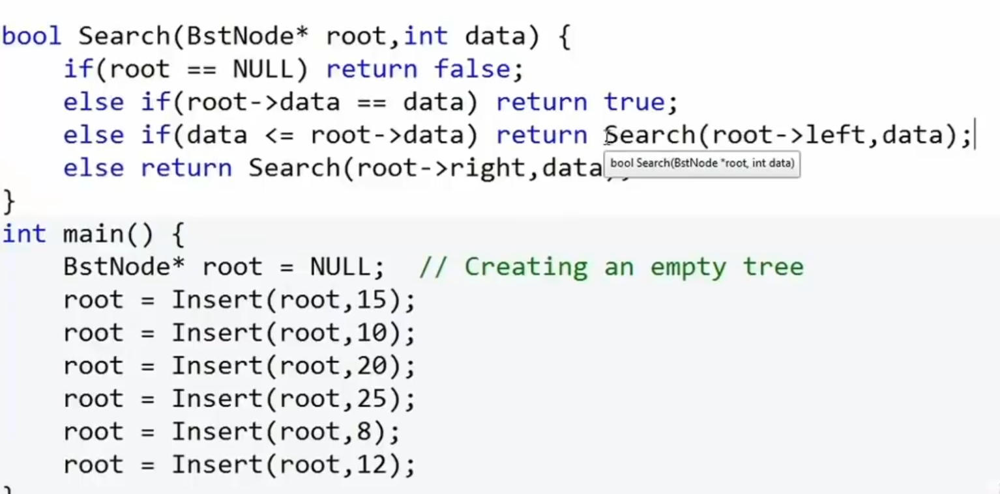 bool Search(BstNode* root,int data) {
    if(root == NULL) return false;
    else if(root->data == data) return true;
    else if(data <= root->data) return Search(root->left,data);
    else return Search(root->right,data
bool Search(BstNode *root, int data)
}
int main() {
    BstNode* root = NULL;  // Creating an empty tree
    root = Insert(root,15);
    root = Insert(root,10);
    root = Insert(root,20);
    root = Insert(root,25);
    root = Insert(root,8);
    root = Insert(root,12);